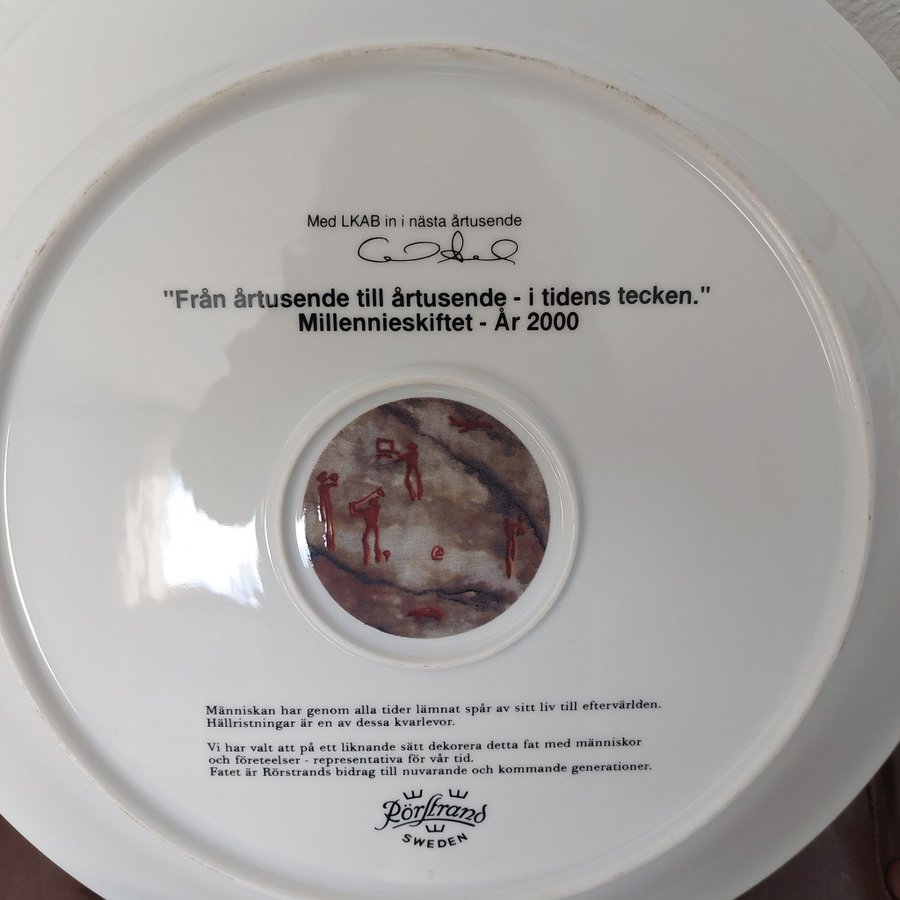 Med LKAB in i nästa årtusende
"Från årtusende till årtusende - i tidens tecken."
Millennieskiftet - År 2000
Människan har genom alla tider lämnat spår av sitt liv till eftervärlden.
Hällristningar är en av dessa kvarlevor.
Vi har valt att på ett liknande sätt dekorera detta fat med människor
och företeelser - representativa för vår tid.
Fatet är Rörstrands bidrag till nuvarande och kommande generationer.
Rörstrand
SWEDEN